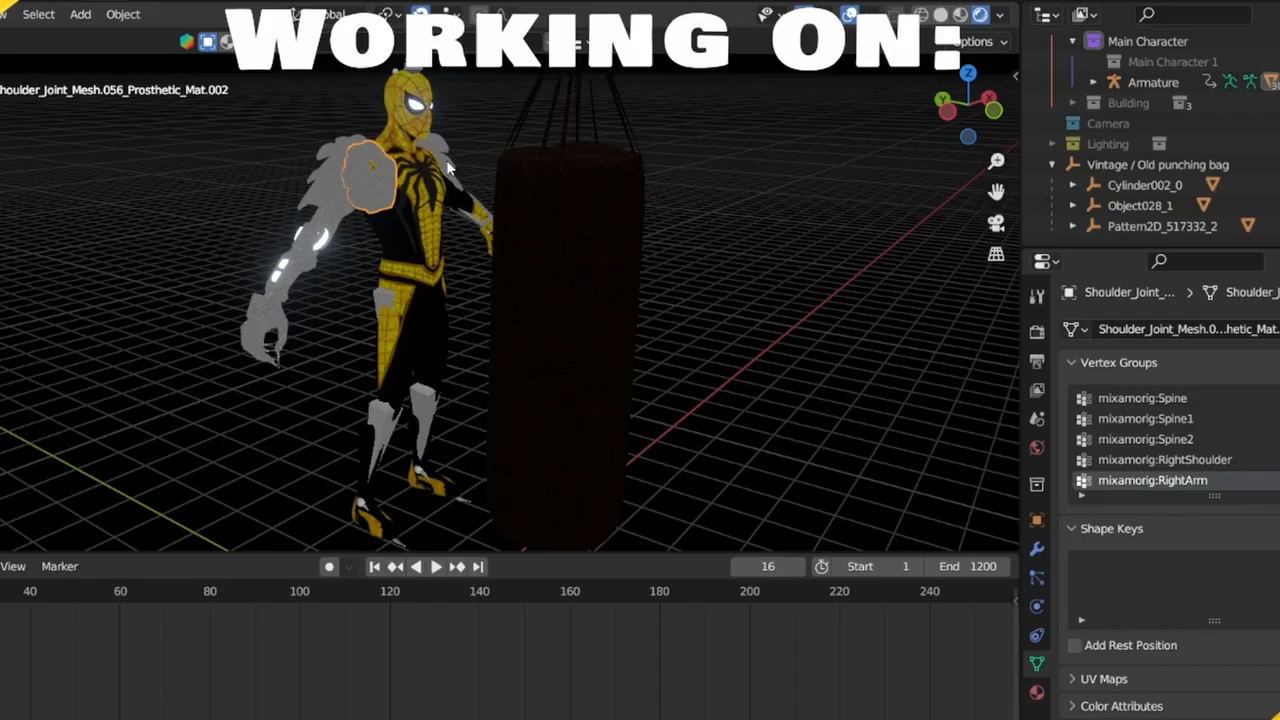 Select Add Object Global
WORKING ON:
Options
houlder_Joint_Mesh.056_Prosthetic_Mat.002
Z
Y
X
Main Character
Main Character 1
Armature
Building 3
Camera
Lighting
Vintage / Old punching bag
Cylinder002_0
Object028_1
Pattern2D_517332_2
Shoulder_Joint_... > Shoulder_J
Shoulder_Joint_Mesh.0...hetic_Mat.
Vertex Groups
mixamorig:Spine
mixamorig:Spine1
mixamorig:Spine2
mixamorig:RightShoulder
mixamorig:RightArm
Shape Keys
Add Rest Position
UV Maps
Color Attributes
View Marker 16 Start 1 End 1200
40 60 80 100 120 140 160 180 200 220 240